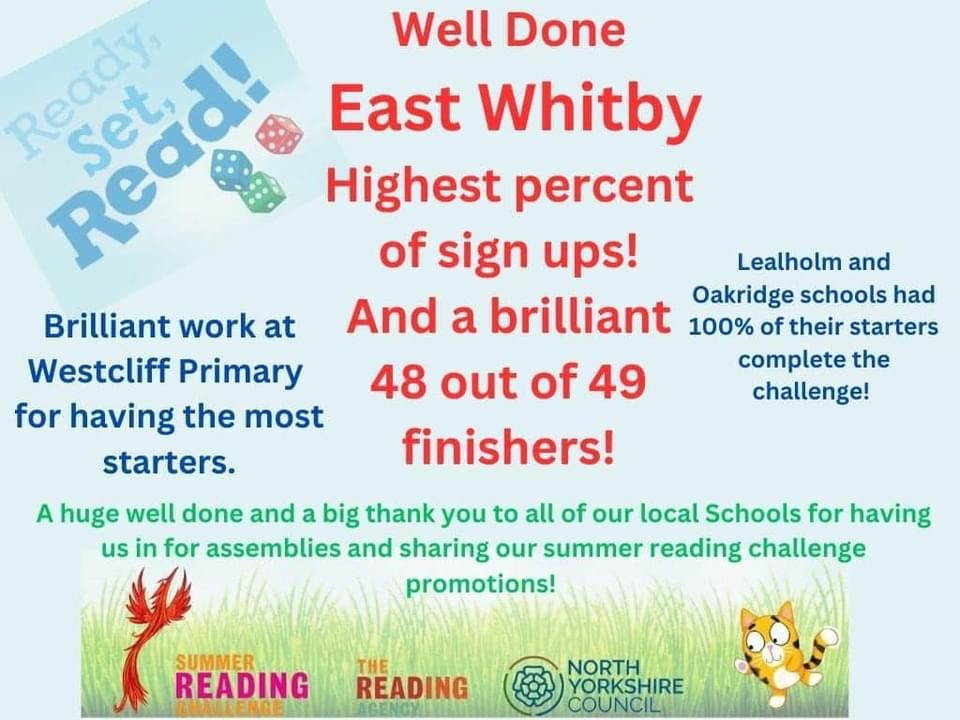 Ready,
Set,
Read!
Well Done
East Whitby
Highest percent
of sign ups!
And a brilliant
48 out of 49
finishers!
Brilliant work at
Westcliff Primary
for having the most
starters.
Lealholm and
Oakridge schools had
100% of their starters
complete the
challenge!
A huge well done and a big thank you to all of our local Schools for having
us in for assemblies and sharing our summer reading challenge
promotions!
SUMMER
READING
CHALLENGE
THE
READING
AGENCY
NORTH
YORKSHIRE
COUNCIL